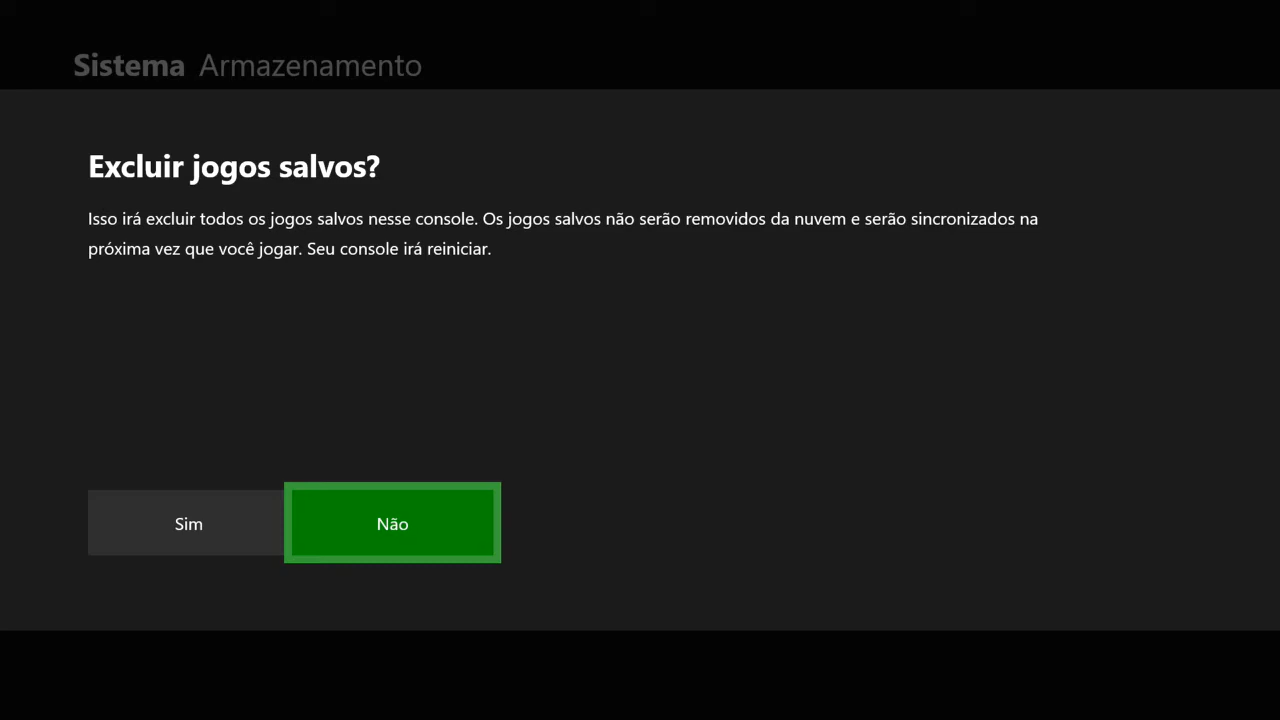 Sistema Armazenamento
Excluir jogos salvos?
Isso irá excluir todos os jogos salvos nesse console. Os jogos salvos não serão removidos da nuvem e serão sincronizados na
próxima vez que você jogar. Seu console irá reiniciar.
Sim Não